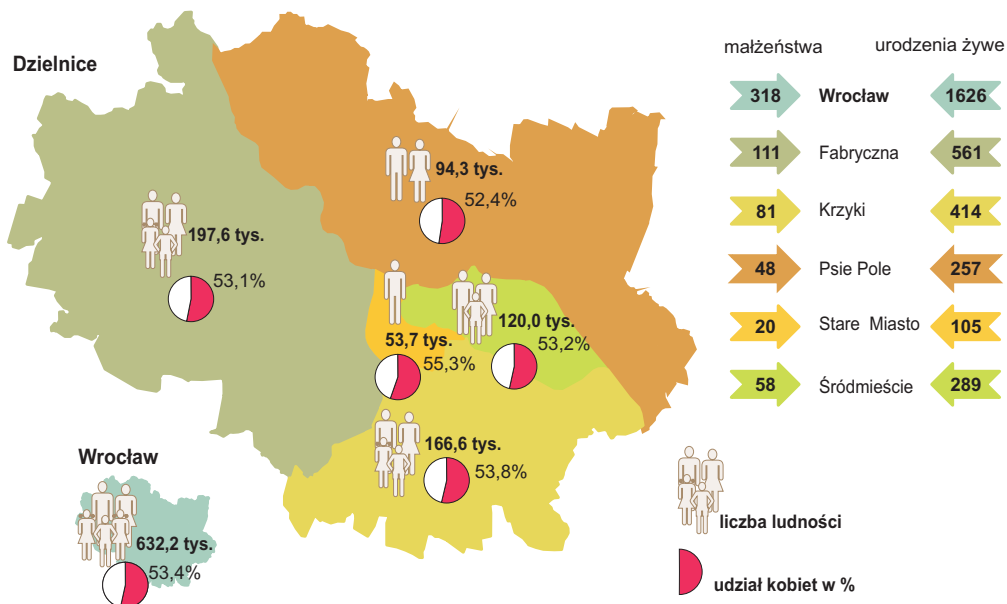 Dzielnice
małżeństwa urodzenia żywe
318 Wrocław 1626
111 Fabryczna 561
81 Krzyki 414
48 Psie Pole 257
20 Stare Miasto 105
58 Śródmieście 289
94,3 tys.
52,4%
197,6 tys.
53,1%
120,0 tys.
53,2%
53,7 tys.
55,3%
166,6 tys.
53,8%
Wrocław
632,2 tys.
53,4%
liczba ludności
udział kobiet w %